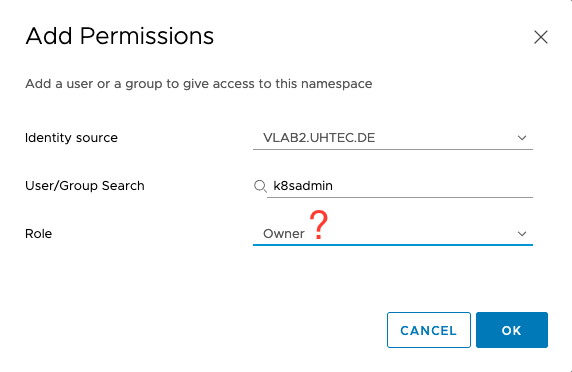 Add Permissions
Add a user or a group to give access to this namespace
Identity source VLAB2.UHTEC.DE
User/Group Search k8sadmin
Role Owner ?
CANCEL OK